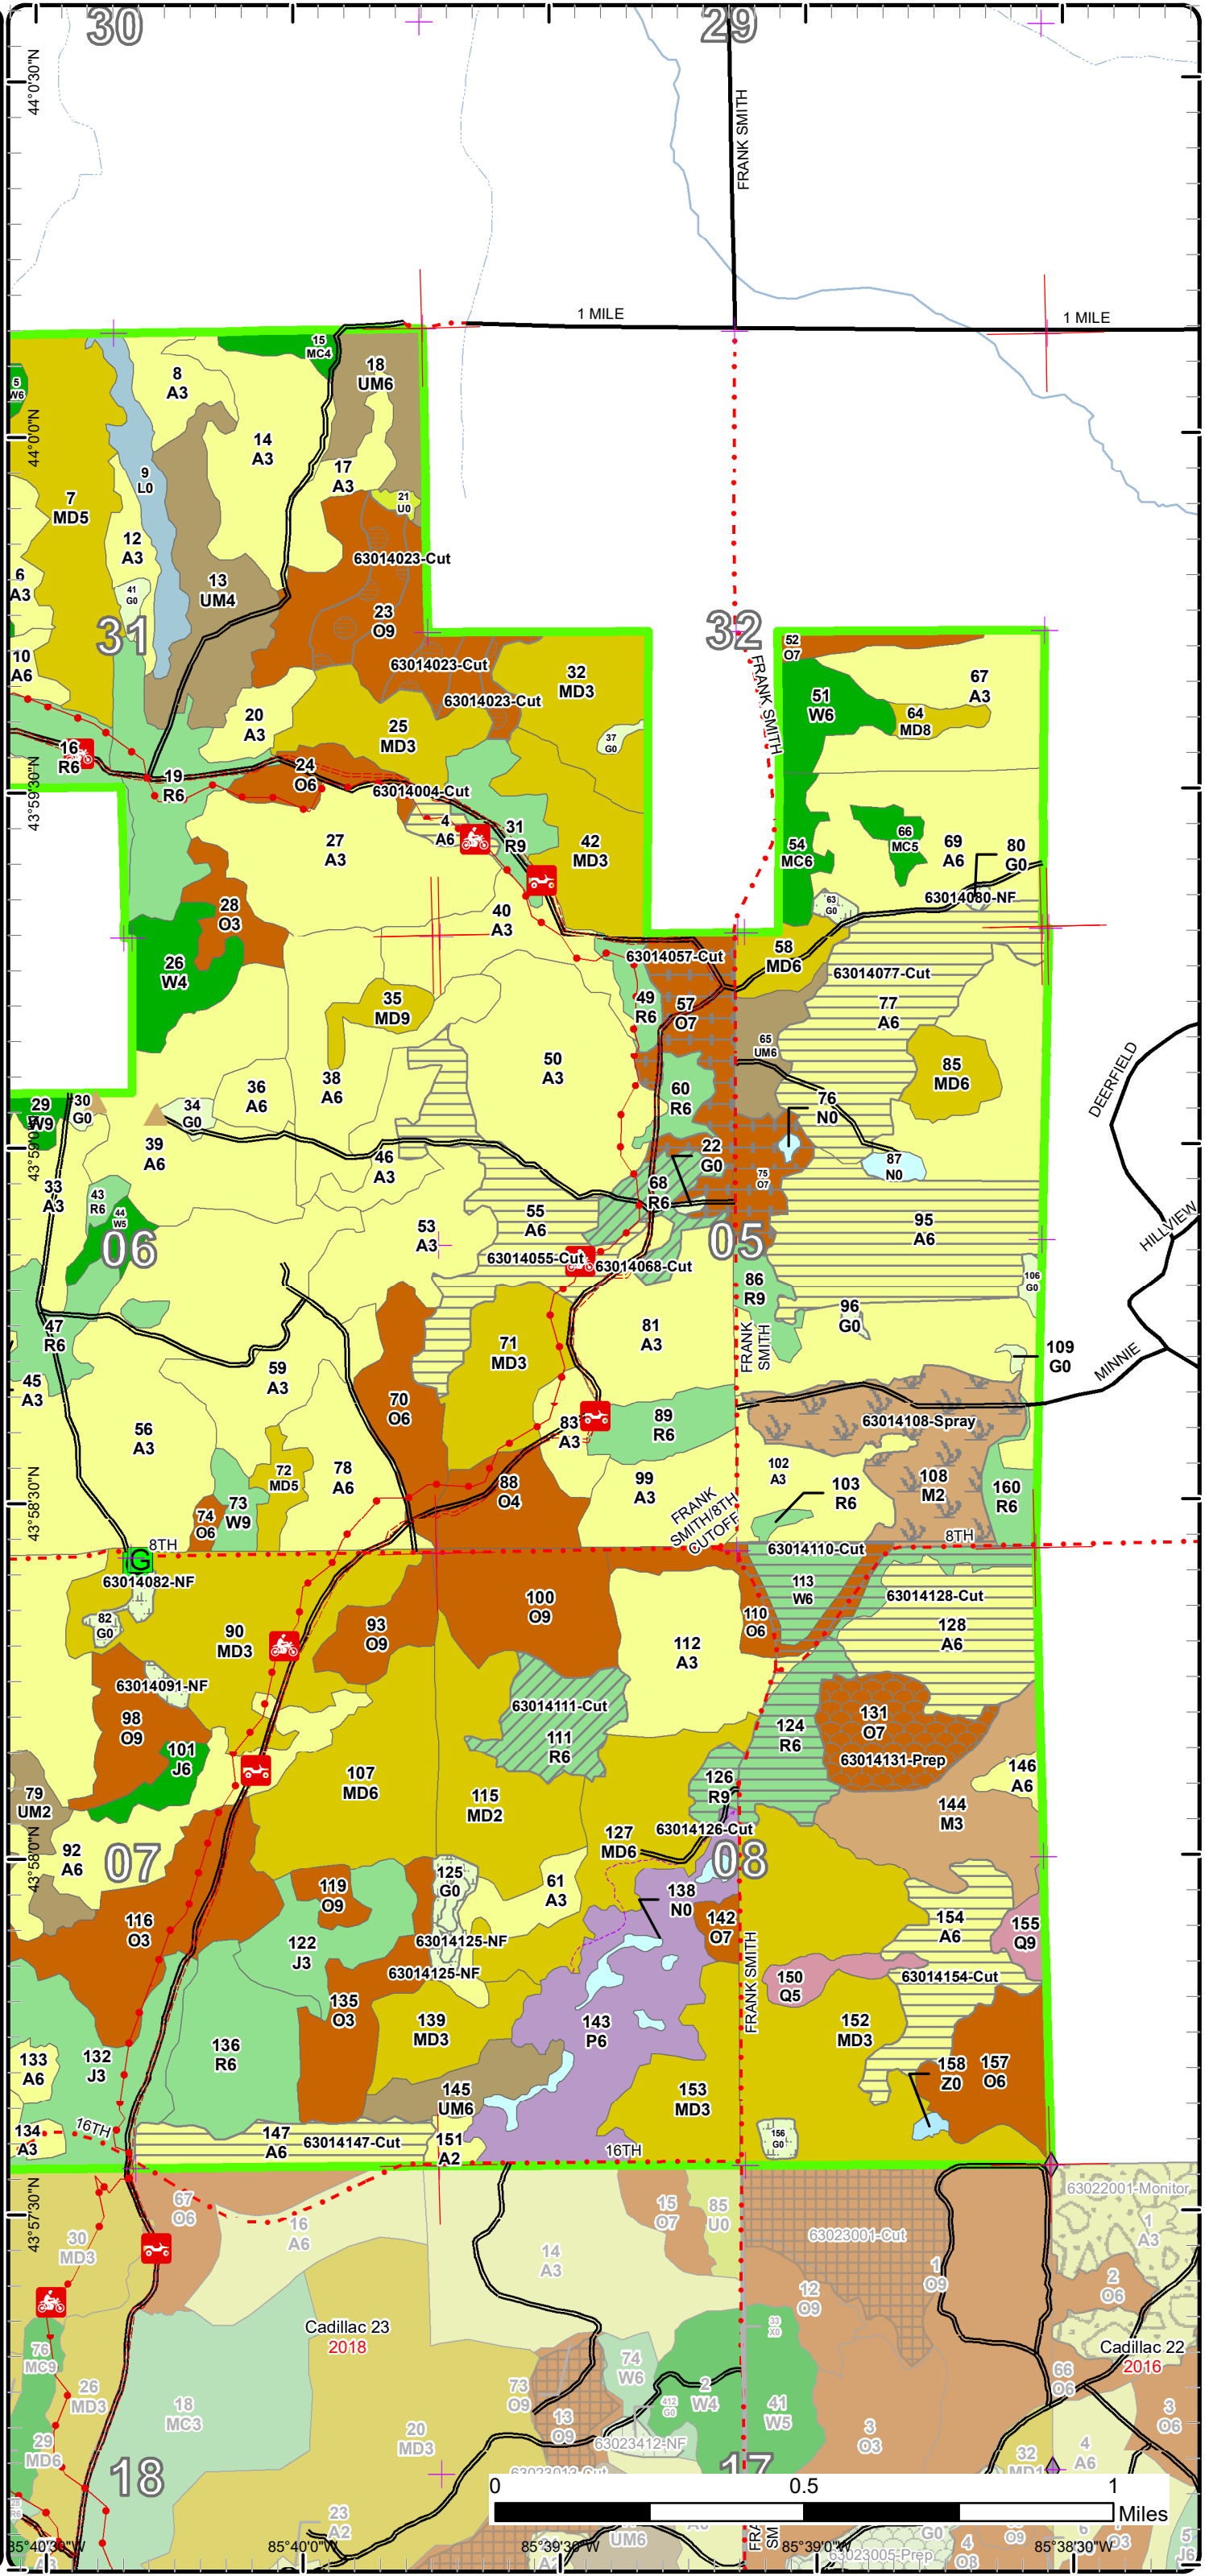 30
29
44°0'30"N
FRANK SMITH
1 MILE
1 MILE
15
MC4
18
UM6
8
A3
5
W6
14
A3
44°0'0"N
17
A3
9
L0
7
MD5
21
U0
12
A3
63014023-Cut
6
A3
41
G0
13
UM4
23
O9
31
32
52
O7
10
A6
63014023-Cut
32
MD3
67
A3
FRANK SMITH
51
W6
63014023-Cut
64
MD8
20
A3
25
MD3
37
G0
16
R6
24
O6
19
R6
63014004-Cut
43°59'30"N
4
A6
31
R9
27
A3
42
MD3
54
MC6
66
MC5
69
A6
80
G0
63014080-NF
28
O3
40
A3
63
G0
26
W4
63014057-Cut
58
MD6
63014077-Cut
35
MD9
49
R6
57
O7
77
A6
65
UM6
50
A3
85
MD6
DEERFIELD
36
A6
38
A6
60
R6
76
N0
29
W9
30
G0
34
G0
43°59'0"N
39
A6
22
G0
46
A3
75
O7
87
N0
33
A3
43
R6
68
R6
44
W5
55
A6
53
A3
95
A6
HILLVIEW
06
05
63014055-Cut
63014068-Cut
86
R9
106
G0
96
G0
47
R6
81
A3
71
MD3
FRANK
SMITH
109
G0
MINNIE
59
A3
45
A3
70
O6
56
A3
83
A3
89
R6
63014108-Spray
72
MD5
78
A6
88
O4
99
A3
102
A3
103
R6
108
M2
160
R6
73
W9
74
O6
43°58'30"N
FRANK
SMITH/8TH
CUTOFF
8TH
8TH
G
63014110-Cut
63014082-NF
113
W6
63014128-Cut
82
G0
100
O9
110
O6
128
A6
90
MD3
93
O9
112
A3
63014091-NF
63014111-Cut
98
O9
131
O7
124
R6
111
R6
101
J6
63014131-Prep
146
A6
107
MD6
126
R9
79
UM2
115
MD2
144
M3
127
MD6
63014126-Cut
92
A6
07
08
43°58'0"N
125
G0
61
A3
119
O9
138
N0
142
O7
154
A6
155
Q9
116
O3
63014125-NF
122
J3
63014125-NF
FRANK SMITH
150
Q5
63014154-Cut
135
O3
139
MD3
143
P6
152
MD3
136
R6
133
A6
132
J3
158
Z0
157
O6
145
UM6
153
MD3
16TH
134
A3
147
A6
63014147-Cut
151
A2
16TH
156
G0
67
O6
15
O7
85
U0
63022001-Monitor
43°57'30"N
16
A6
1
A3
30
MD3
63023001-Cut
14
A3
1
O9
2
O6
12
O9
Cadillac 23
2018
33
X0
Cadillac 22
2016
76
MC9
74
W6
66
O6
26
MD3
73
O9
2
W4
18
MC3
412
G0
41
W5
3
O6
13
O9
20
MD3
3
O3
29
MD6
63023412-NF
4
A6
32
MD1
18
17
63023013-Cut
0
0.5
1
Miles
23
A2
UM6
G0
O9
O3
5
J6
85°40'30"W
85°40'0"W
85°39'30"W
85°39'0"W
85°38'30"W
63023005-Prep
4
O8